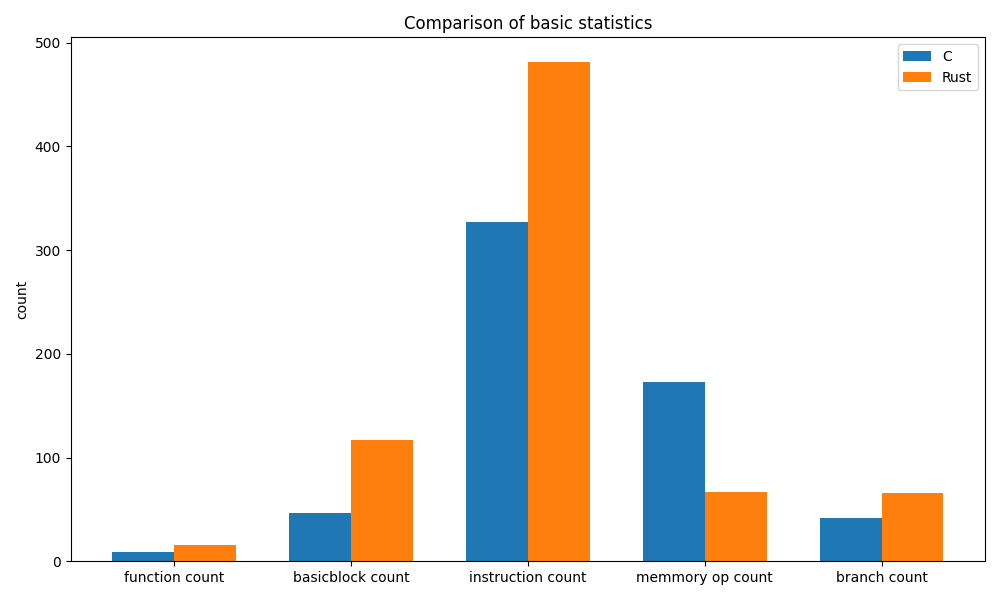 Comparison of basic statistics
C
Rust
500
400
300
200
100
0
count
function count
basicblock count
instruction count
memmory op count
branch count